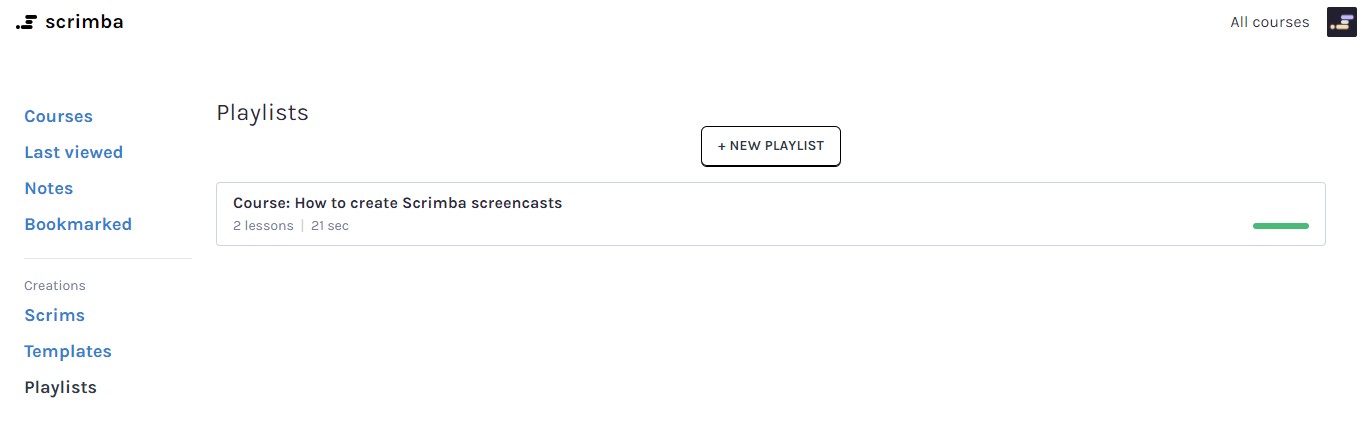 scrimba
All courses
Courses
Last viewed
Notes
Bookmarked
Creations
Scrims
Templates
Playlists
Playlists
+ NEW PLAYLIST
Course: How to create Scrimba screencasts
2 lessons | 21 sec